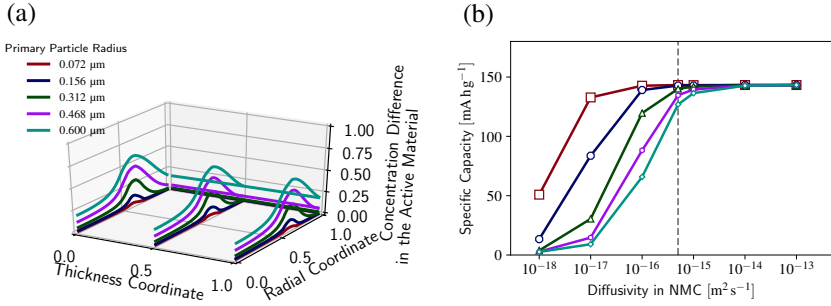 (a)
Primary Particle Radius
0.072 µm
0.156 µm
0.312 µm
0.468 µm
0.600 µm
1.00
0.75
0.50
0.25
0.00
Concentration Difference
in the Active Material
0.0
0.5
1.0
Thickness Coordinate
0.0
0.5
1.0
Radial Coordinate
(b)
150
100
50
0
Specific Capacity [mA h g⁻¹]
10⁻¹⁸
10⁻¹⁷
10⁻¹⁶
10⁻¹⁵
10⁻¹⁴
10⁻¹³
Diffusivity in NMC [m² s⁻¹]